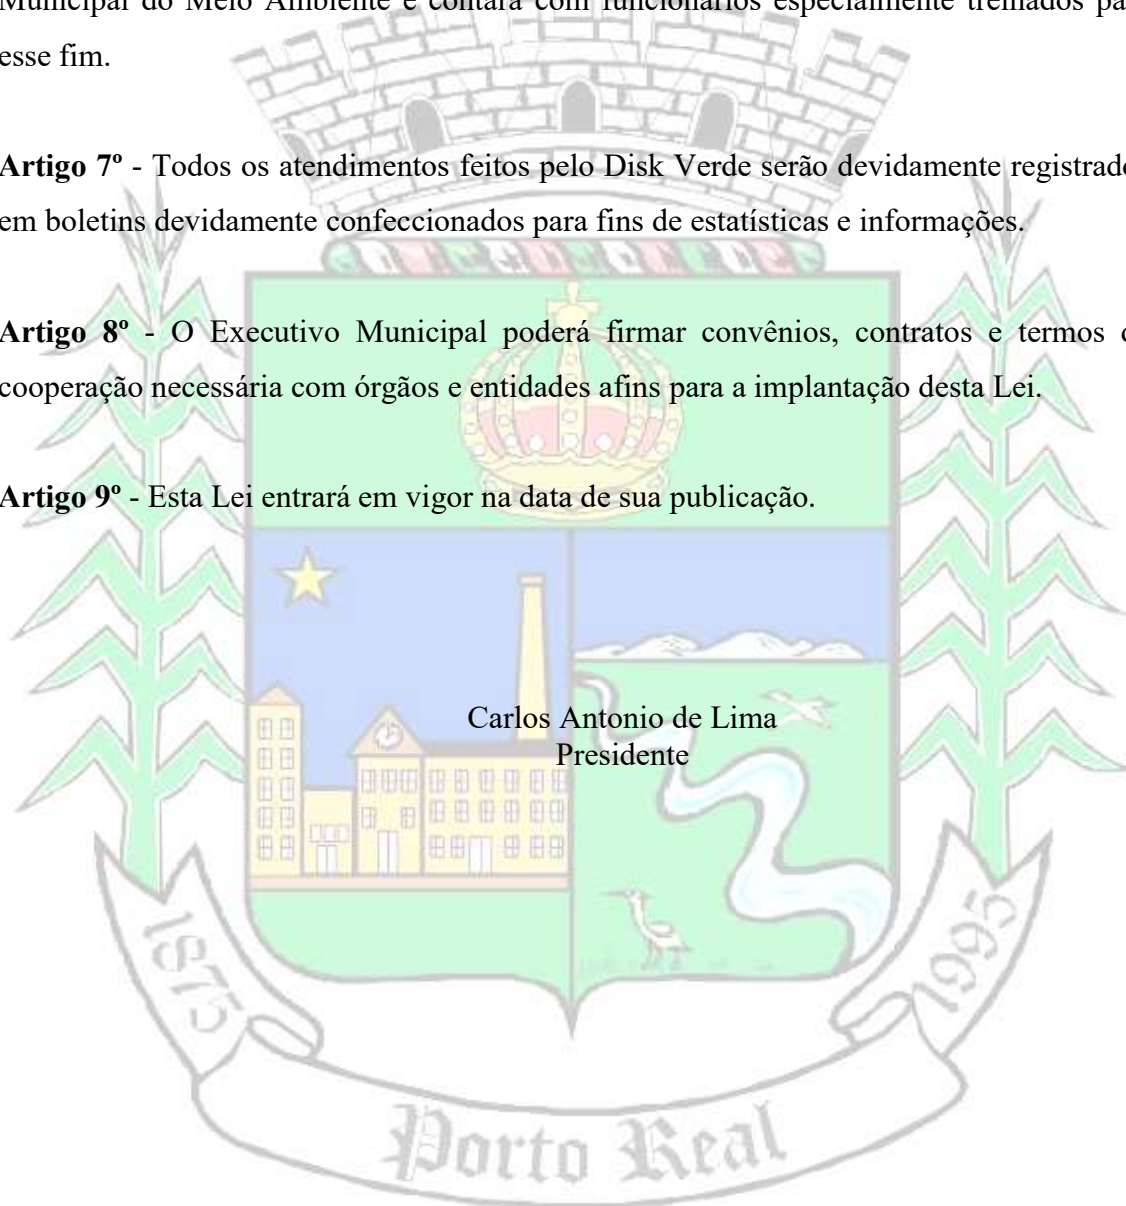 Municipal do Meio Ambiente e contará com funcionários especialmente treinados pa
esse fim.
Artigo 7º - Todos os atendimentos feitos pelo Disk Verde serão devidamente registrado
em boletins devidamente confeccionados para fins de estatísticas e informações.
Artigo 8º - O Executivo Municipal poderá firmar convênios, contratos e termos d
cooperação necessária com órgãos e entidades afins para a implantação desta Lei.
Artigo 9º - Esta Lei entrará em vigor na data de sua publicação.
Carlos Antonio de Lima
Presidente
1875
1995
Porto Real